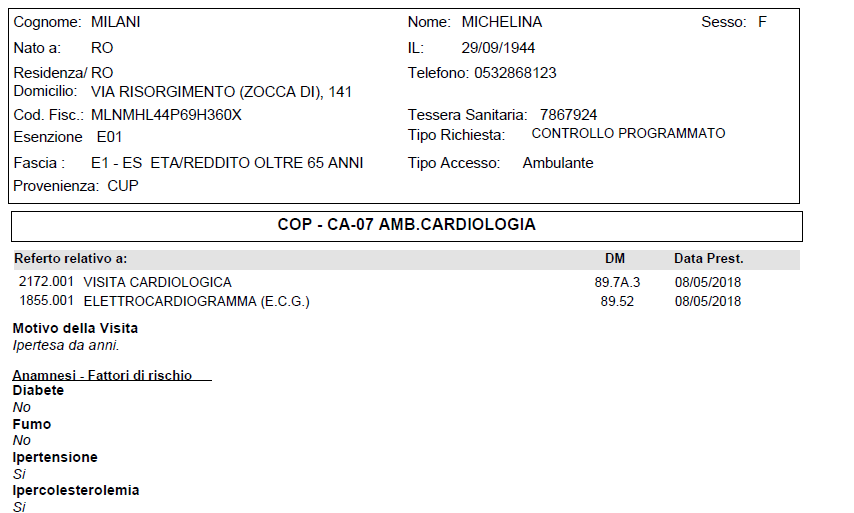 Cognome: MILANI Nome: MICHELINA Sesso: F
Nato a: RO IL: 29/09/1944
Residenza/ RO Telefono: 0532868123
Domicilio: VIA RISORGIMENTO (ZOCCA DI), 141
Cod. Fisc.: MLNMHL44P69H360X Tessera Sanitaria: 7867924
Esenzione E01 Tipo Richiesta: CONTROLLO PROGRAMMATO
Fascia : E1 - ES ETA/REDDITO OLTRE 65 ANNI Tipo Accesso: Ambulante
Provenienza: CUP
COP - CA-07 AMB.CARDIOLOGIA
Referto relativo a: DM Data Prest.
2172.001 VISITA CARDIOLOGICA 89.7A.3 08/05/2018
1855.001 ELETTROCARDIOGRAMMA (E.C.G.) 89.52 08/05/2018
Motivo della Visita
Ipertesa da anni.
Anamnesi - Fattori di rischio
Diabete
No
Fumo
No
Ipertensione
Si
Ipercolesterolemia
Si